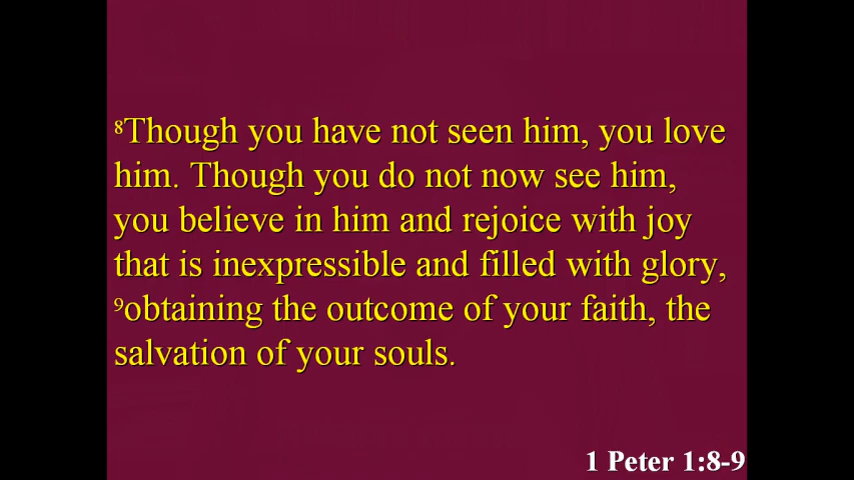 ⁸Though you have not seen him, you love
him. Though you do not now see him,
you believe in him and rejoice with joy
that is inexpressible and filled with glory,
⁹obtaining the outcome of your faith, the
salvation of your souls.
1 Peter 1:8-9